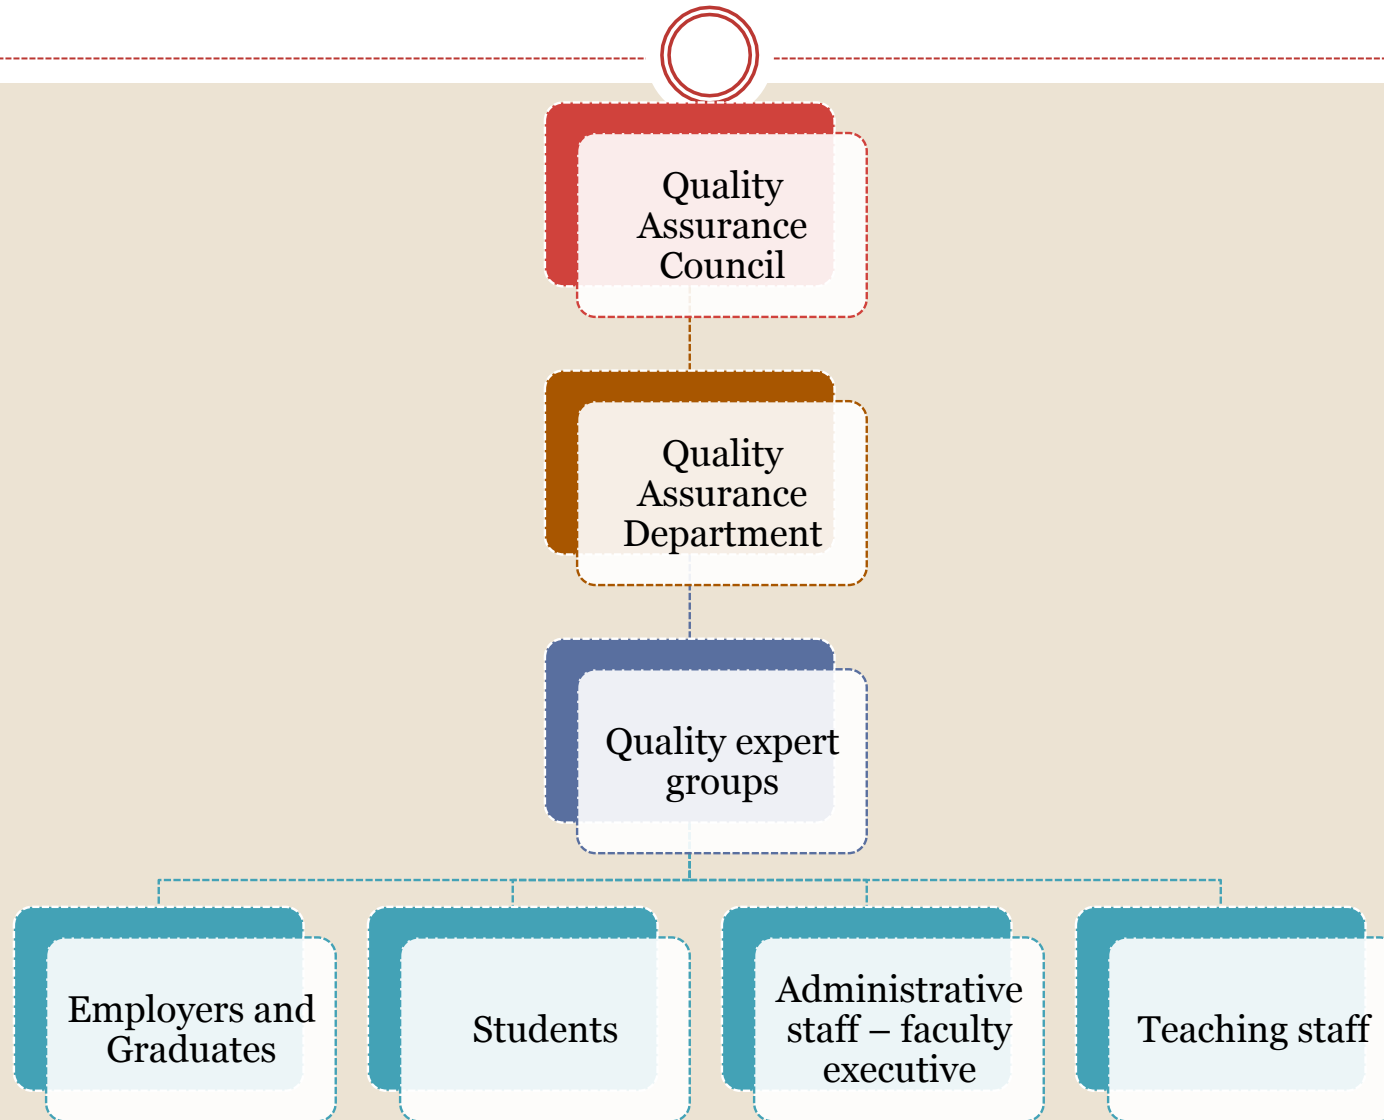 Quality
Assurance
Council
Quality
Assurance
Department
Quality expert
groups
Employers and
Graduates
Students
Administrative
staff – faculty
executive
Teaching staff